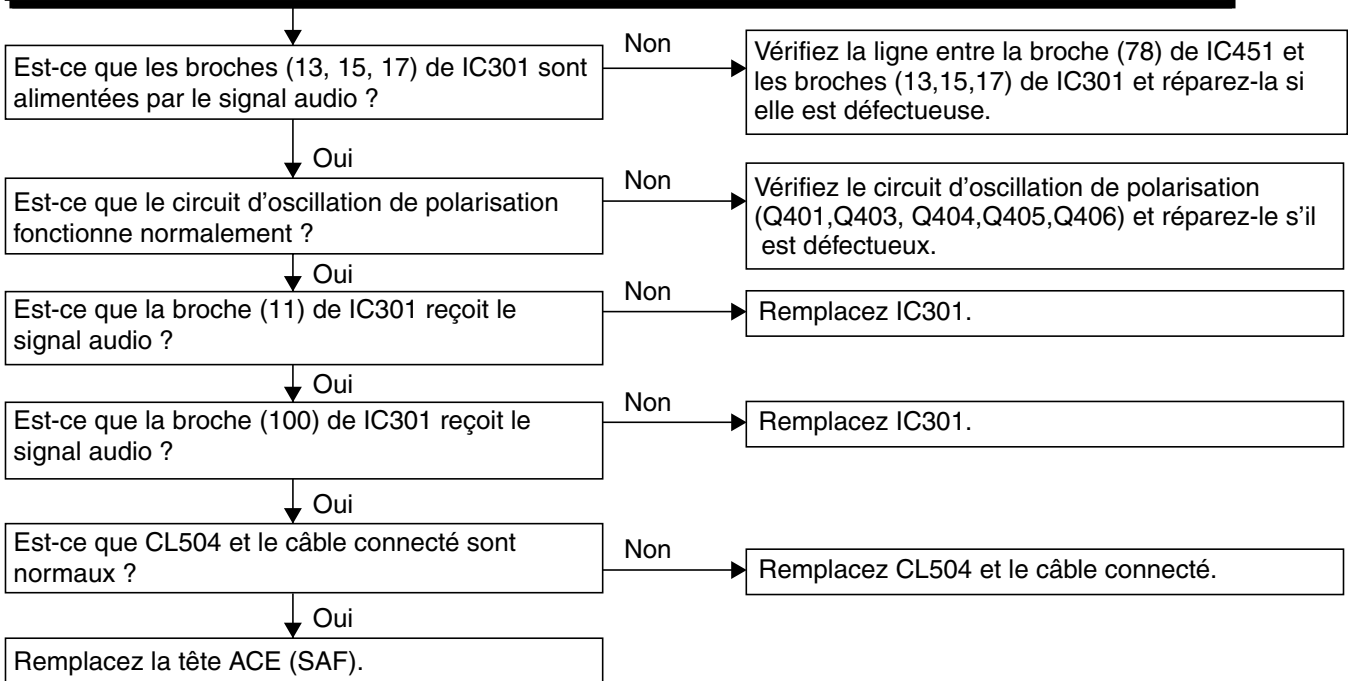 Est-ce que les broches (13, 15, 17) de IC301 sont
alimentées par le signal audio ?
Non
Vérifiez la ligne entre la broche (78) de IC451 et
les broches (13,15,17) de IC301 et réparez-la si
elle est défectueuse.
Oui
Est-ce que le circuit d'oscillation de polarisation
fonctionne normalement ?
Non
Vérifiez le circuit d'oscillation de polarisation
(Q401,Q403, Q404,Q405,Q406) et réparez-le s'il
est défectueux.
Oui
Est-ce que la broche (11) de IC301 reçoit le
signal audio ?
Non
Remplacez IC301.
Oui
Est-ce que la broche (100) de IC301 reçoit le
signal audio ?
Non
Remplacez IC301.
Oui
Est-ce que CL504 et le câble connecté sont
normaux ?
Non
Remplacez CL504 et le câble connecté.
Oui
Remplacez la tête ACE (SAF).